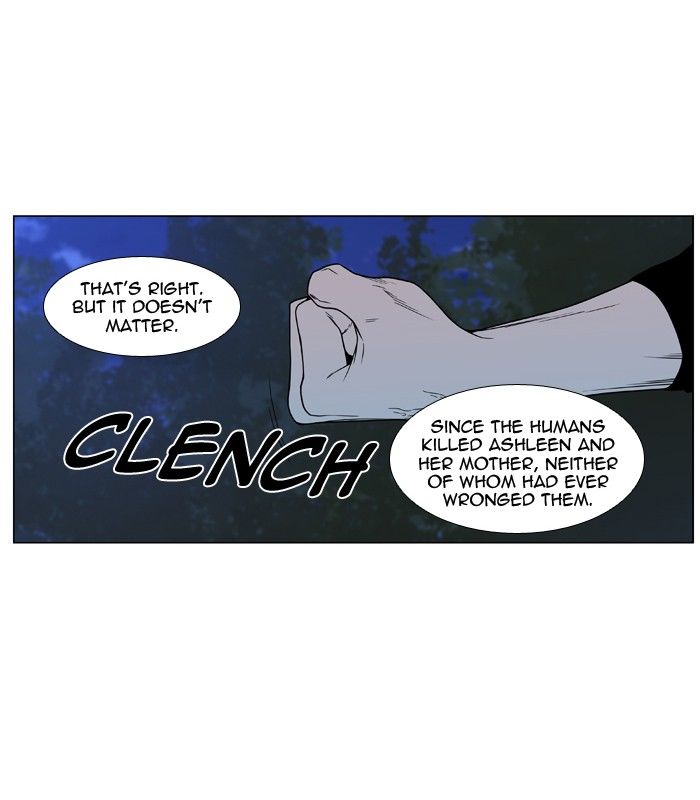 THAT'S RIGHT.
BUT IT DOESN'T
MATTER.
CLENCH
SINCE THE HUMANS
KILLED ASHLEEN AND
HER MOTHER, NEITHER
OF WHOM HAD EVER
WRONGED THEM.